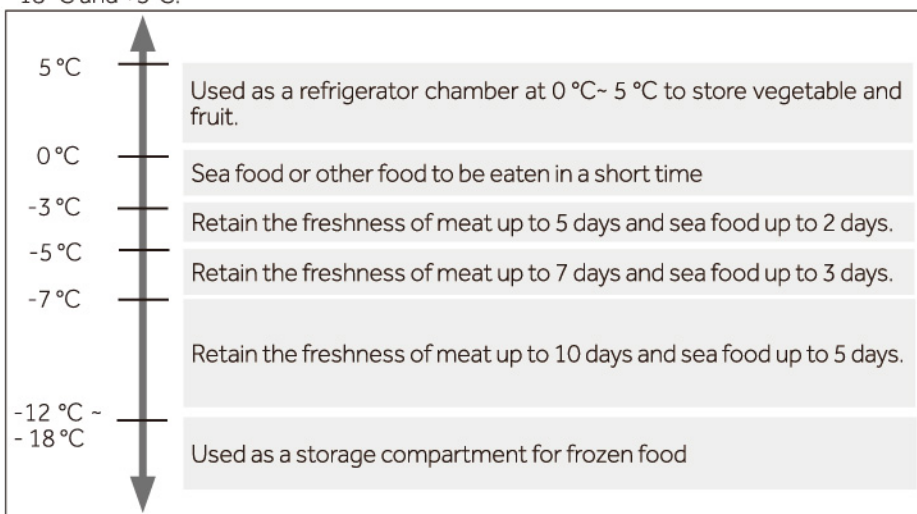 5 °C
Used as a refrigerator chamber at 0 °C~ 5 °C to store vegetable and
fruit.
0 °C
Sea food or other food to be eaten in a short time
-3 °C
Retain the freshness of meat up to 5 days and sea food up to 2 days.
-5 °C
Retain the freshness of meat up to 7 days and sea food up to 3 days.
-7 °C
Retain the freshness of meat up to 10 days and sea food up to 5 days.
-12 °C ~
- 18 °C
Used as a storage compartment for frozen food